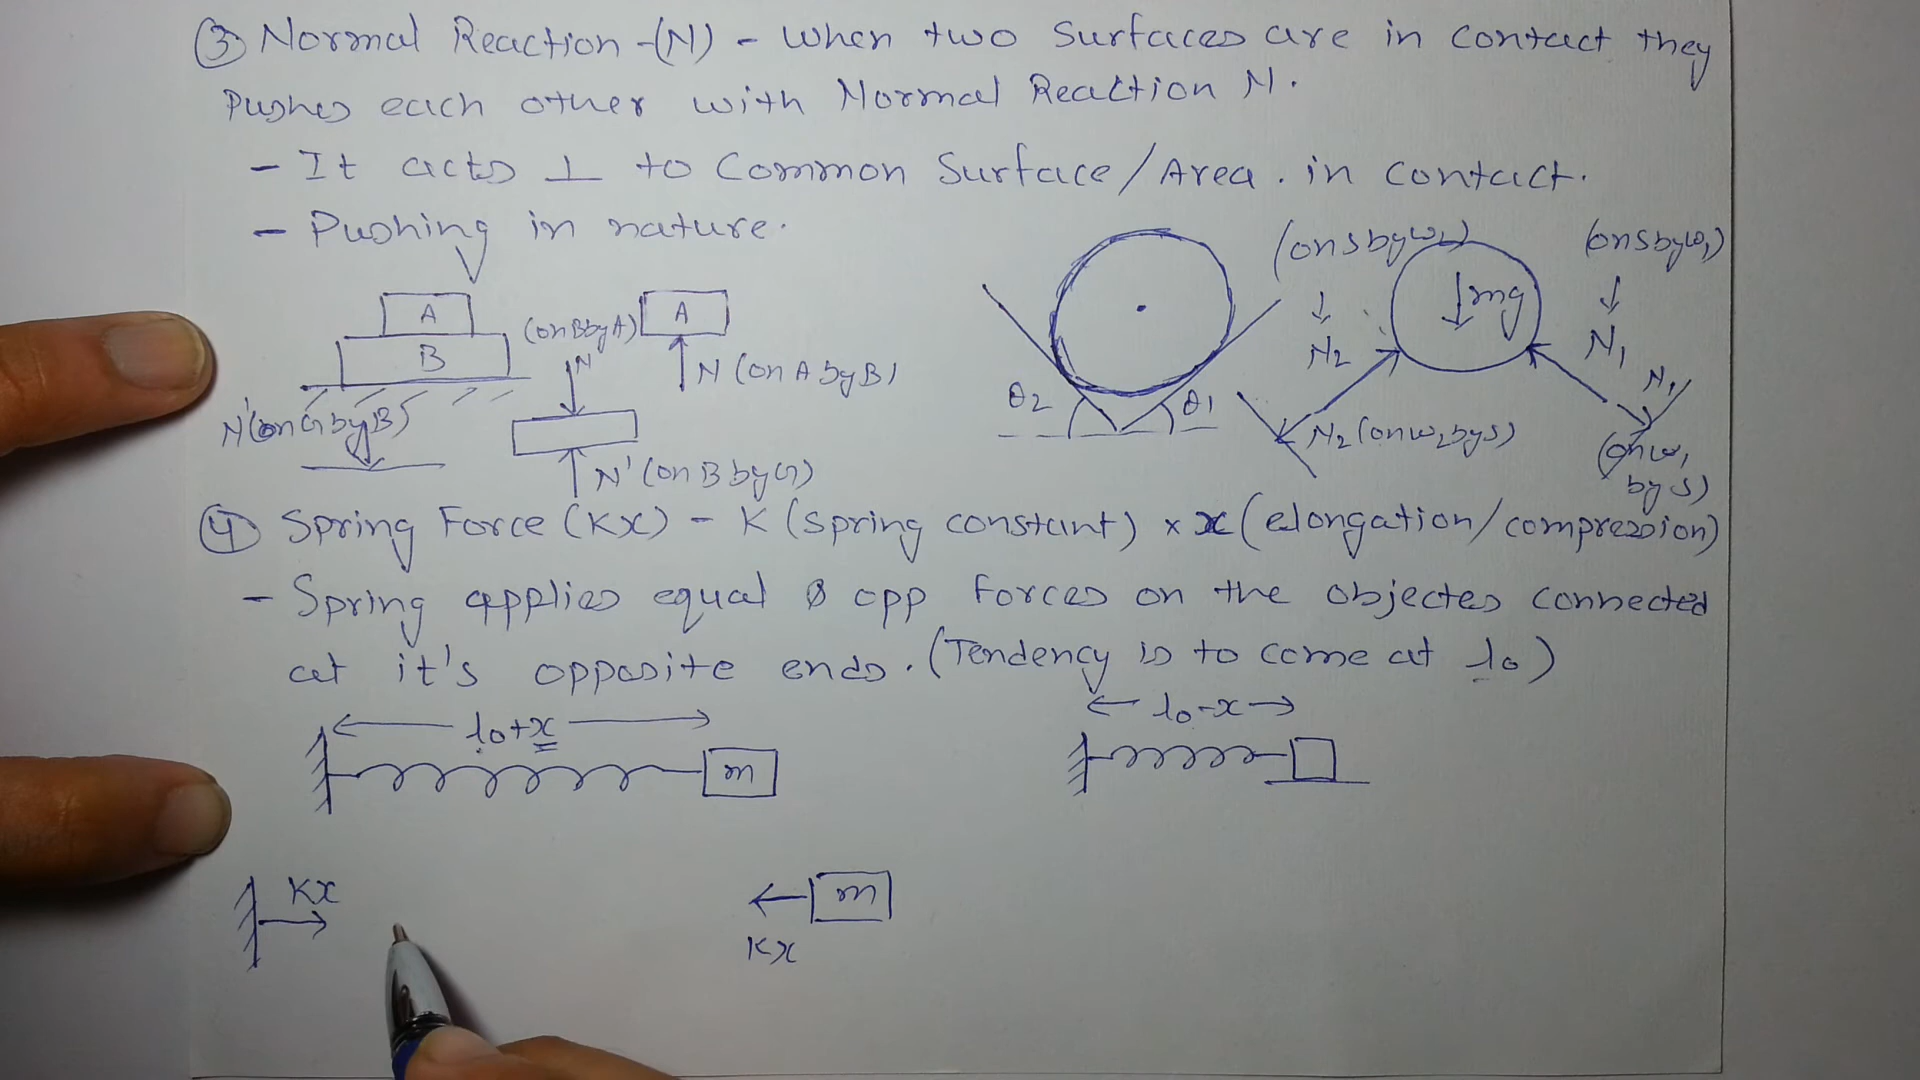 ③ Normal Reaction -(N) - When two Surfaces are in contact they
Pushes each other with Normal Reaction N.
- It acts ⊥ to Common Surface/Area. in contact.
- Pushing in nature.
A
B
N'(on G by B)
(on B by A)
N
A
N (on A by B)
N' (on B by G)
θ2
θ1
(on S by W2)
N2
mg
(on S by W1)
N1
N1
N2 (on W2 by S)
(on W1
by S)
④ Spring Force (Kx) - K (Spring constant) × x (elongation/compression)
- Spring applies equal & opp Forces on the objectes connected
at it's opposite ends. (Tendency is to come at l0)
l0+x
m
l0-x
Kx
m
Kx